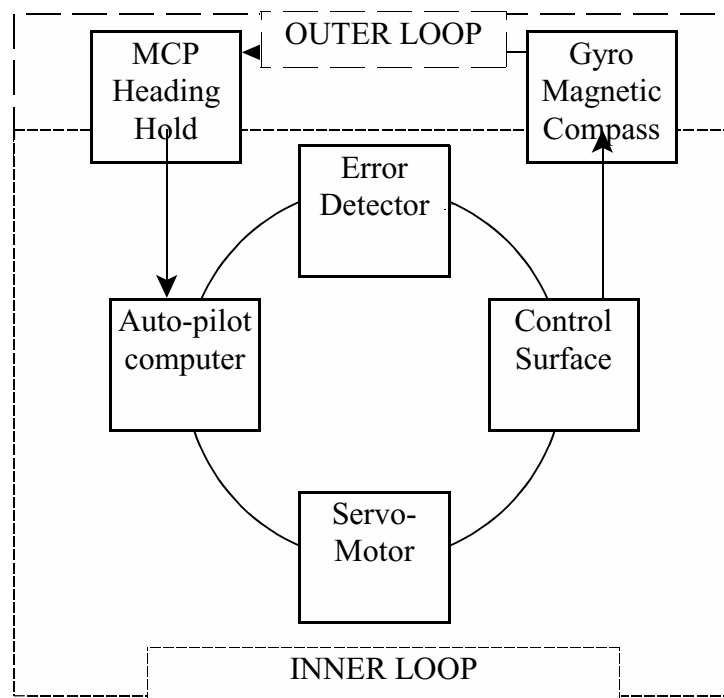 OUTER LOOP
MCP
Heading
Hold
Gyro
Magnetic
Compass
Error
Detector
Auto-pilot
computer
Control
Surface
Servo-
Motor
INNER LOOP